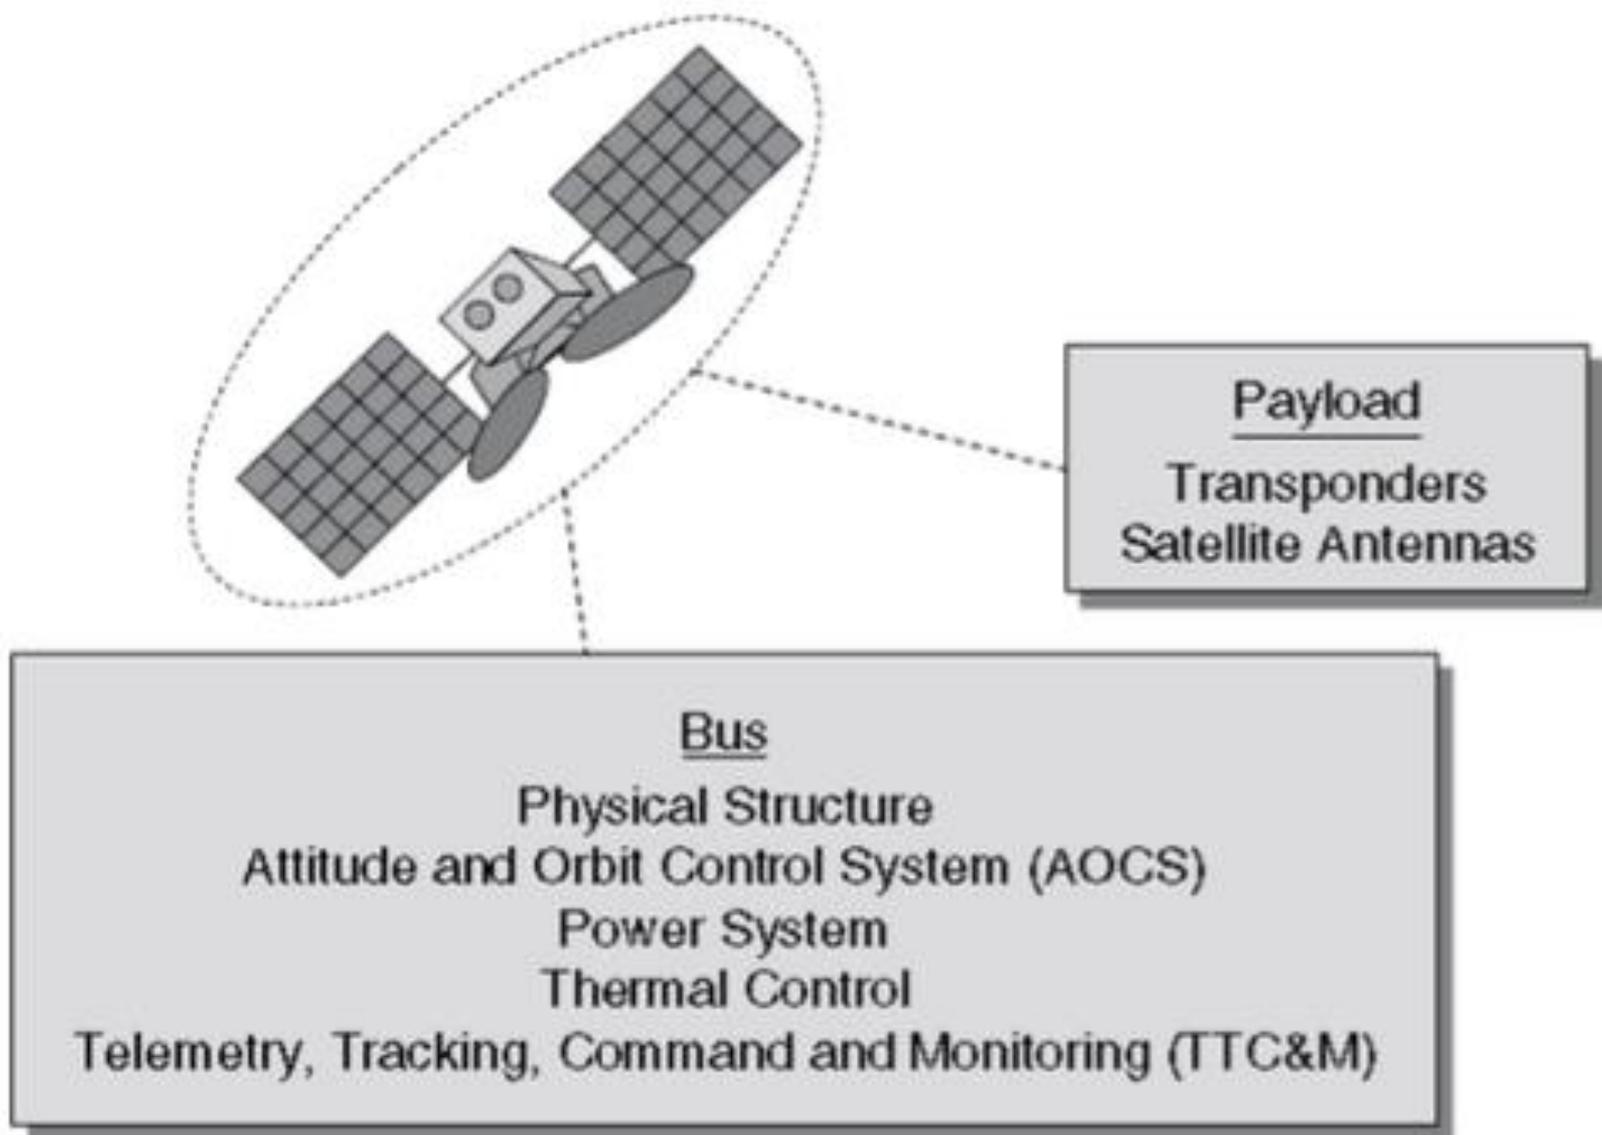 Payload
Transponders
Satellite Antennas
Bus
Physical Structure
Attitude and Orbit Control System (AOCS)
Power System
Thermal Control
Telemetry, Tracking, Command and Monitoring (TTC&M)